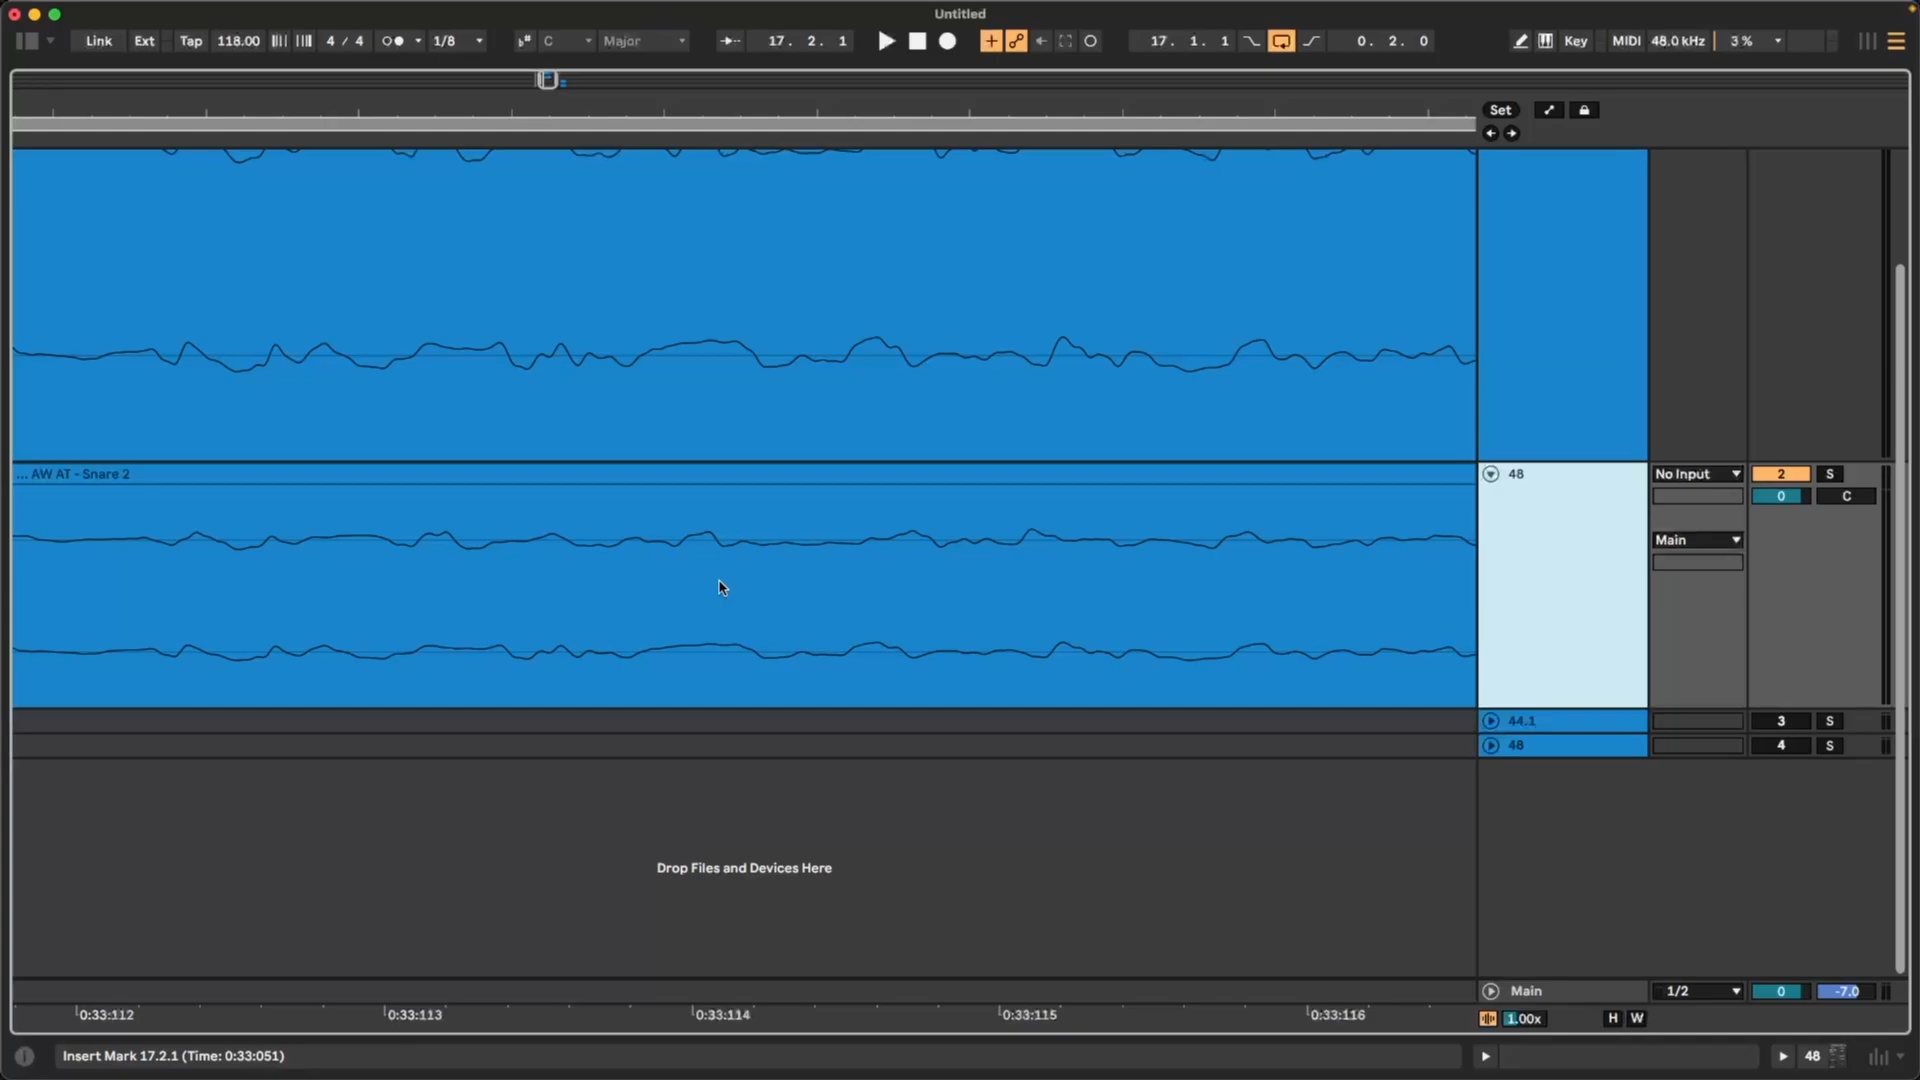 Untitled
Link Ext Tap 118.00 4 / 4 1/8 C Major 17. 2. 1 17. 1. 1 0. 2. 0 Key MIDI 48.0 kHz 3 %
Set
... AW AT - Snare 2
48 No Input 2 S
0 C
Main
44.1 3 S
48 4 S
Drop Files and Devices Here
Main 1/2 0 -7.0
0:33:112 0:33:113 0:33:114 0:33:115 0:33:116 1.00x H W
Insert Mark 17.2.1 (Time: 0:33:051) 48